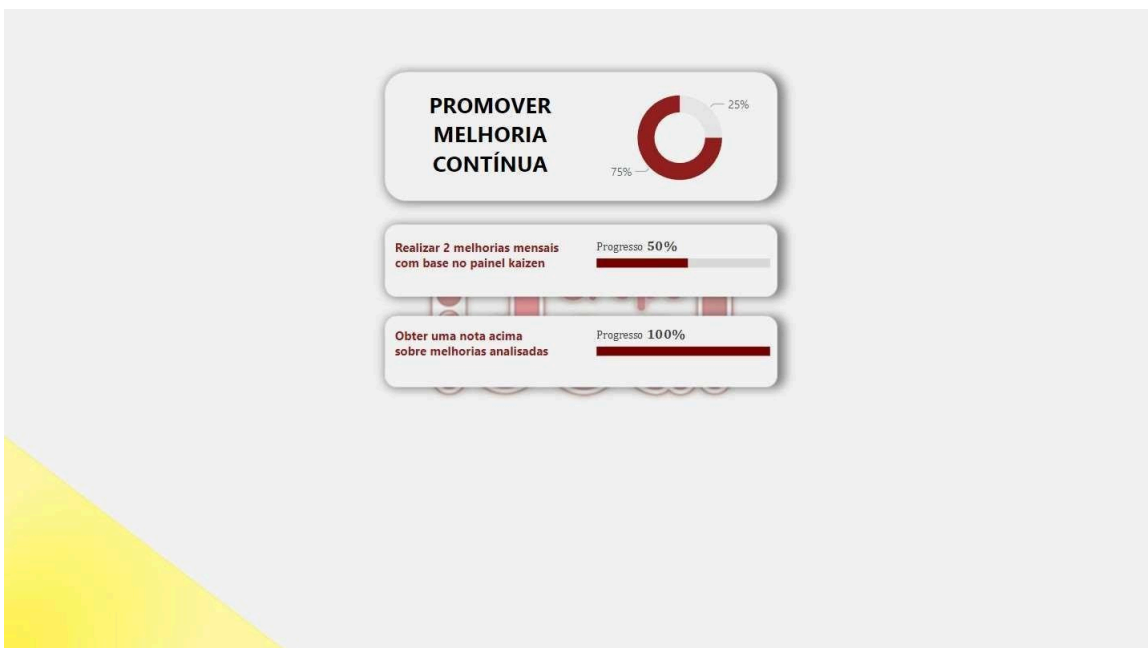 PROMOVER
MELHORIA
CONTÍNUA
25%
75%
Realizar 2 melhorias mensais
com base no painel kaizen
Progresso 50%
Obter uma nota acima
sobre melhorias analisadas
Progresso 100%